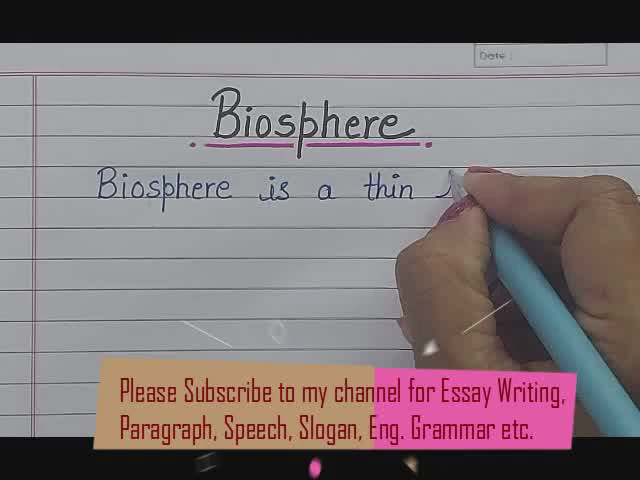 Date :
Biosphere
Biosphere is a thin
Please Subscribe to my channel for Essay Writing,
Paragraph, Speech, Slogan, Eng. Grammar etc.